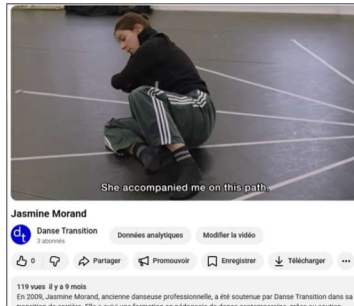 She accompanied me on this path.
Jasmine Morand
dt
Danse Transition
3 abonnés
Données analytiques
Modifier la vidéo
0
Partager
Promouvoir
Enregistrer
Télécharger
119 vues il y a 9 mois
En 2009, Jasmine Morand, ancienne danseuse professionnelle, a été soutenue par Danse Transition dans sa